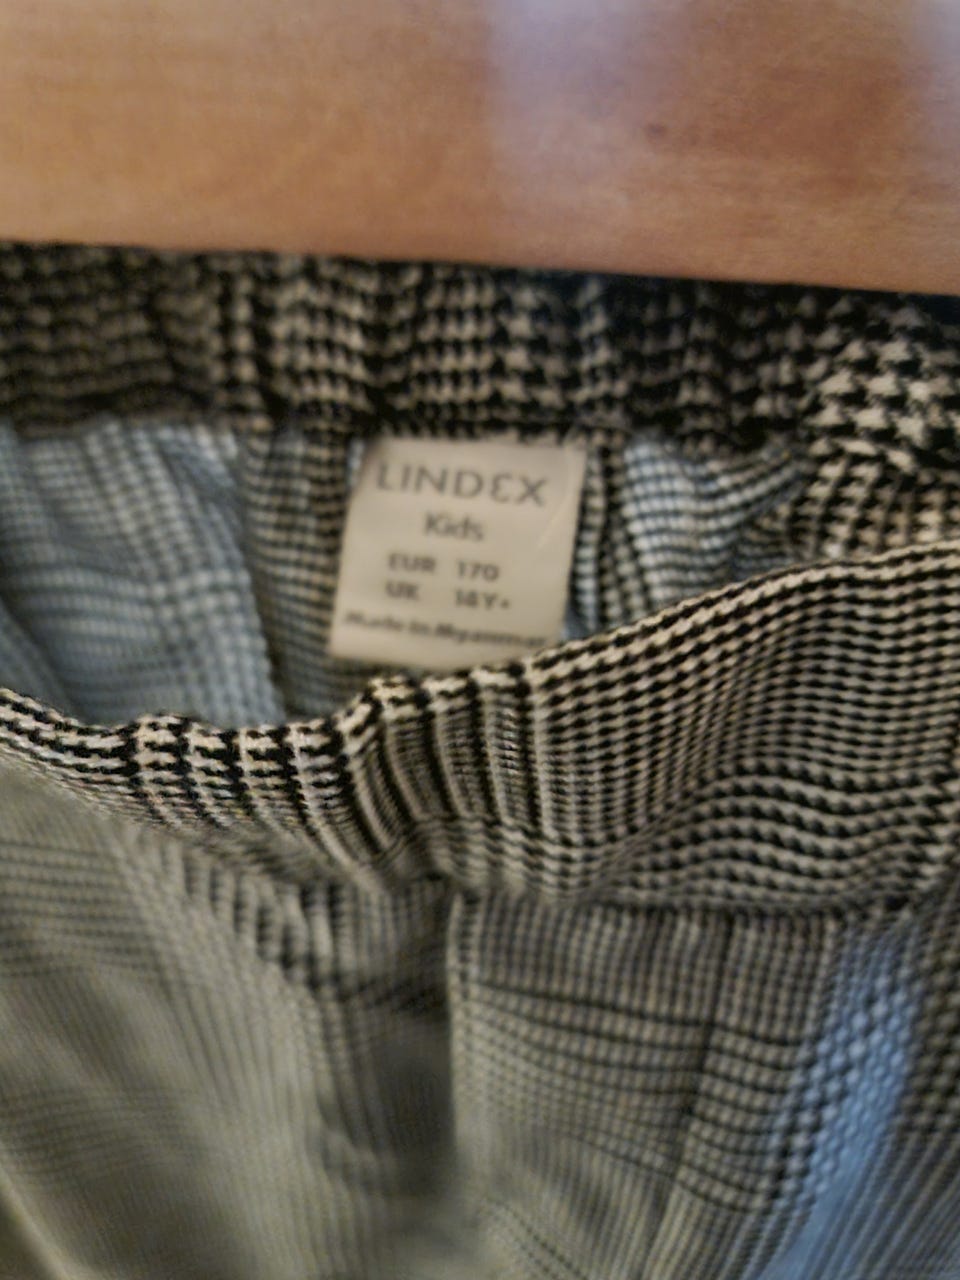 LINDEX
Kids
EUR 170
UK 14Y+
Made in Myanmar